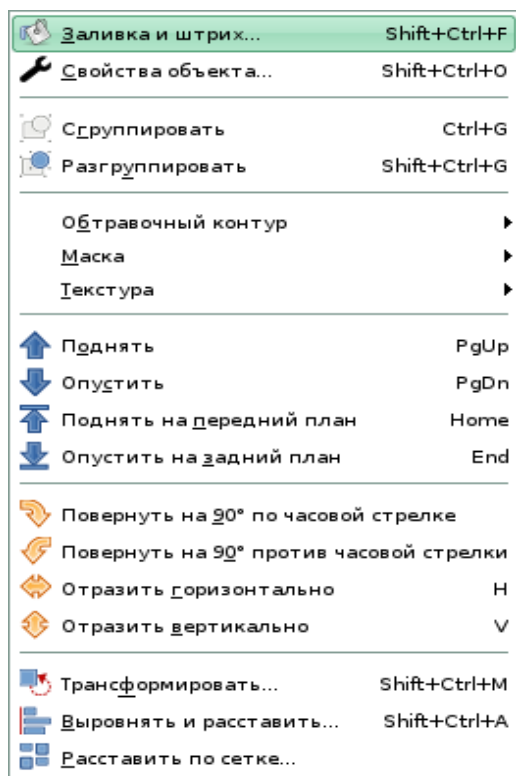 Заливка и штрих... Shift+Ctrl+F
Свойства объекта... Shift+Ctrl+O
Сгруппировать Ctrl+G
Разгруппировать Shift+Ctrl+G
Обтравочный контур
Маска
Текстура
Поднять PgUp
Опустить PgDn
Поднять на передний план Home
Опустить на задний план End
Повернуть на 90° по часовой стрелке
Повернуть на 90° против часовой стрелки
Отразить горизонтально H
Отразить вертикально V
Трансформировать... Shift+Ctrl+M
Выровнять и расставить... Shift+Ctrl+A
Расставить по сетке...